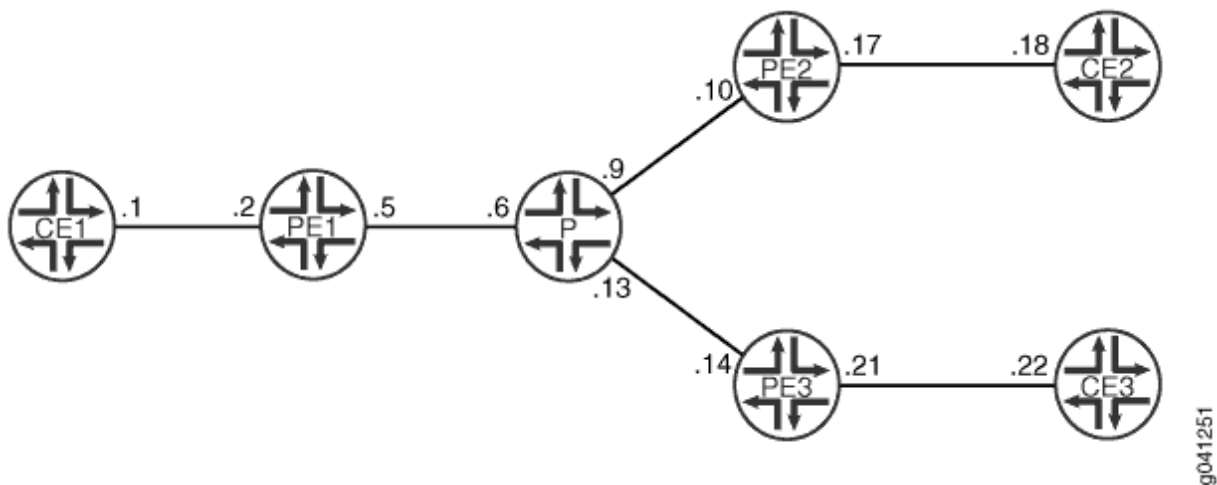 .17
.18
PE2
CE2
.10
.9
.1
.2
.5
.6
CE1
PE1
P
.13
.14
.21
.22
PE3
CE3
g041251